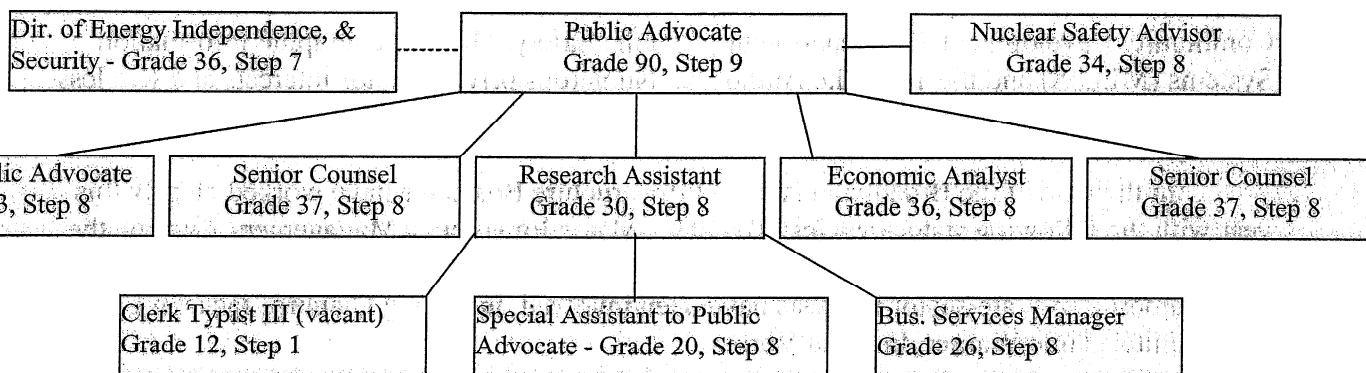 Dir. of Energy Independence, &
Security - Grade 36, Step 7
Public Advocate
Grade 90, Step 9
Nuclear Safety Advisor
Grade 34, Step 8
lic Advocate
3, Step 8
Senior Counsel
Grade 37, Step 8
Research Assistant
Grade 30, Step 8
Economic Analyst
Grade 36, Step 8
Senior Counsel
Grade 37, Step 8
Clerk Typist III (vacant)
Grade 12, Step 1
Special Assistant to Public
Advocate - Grade 20, Step 8
Bus. Services Manager
Grade 26, Step 8